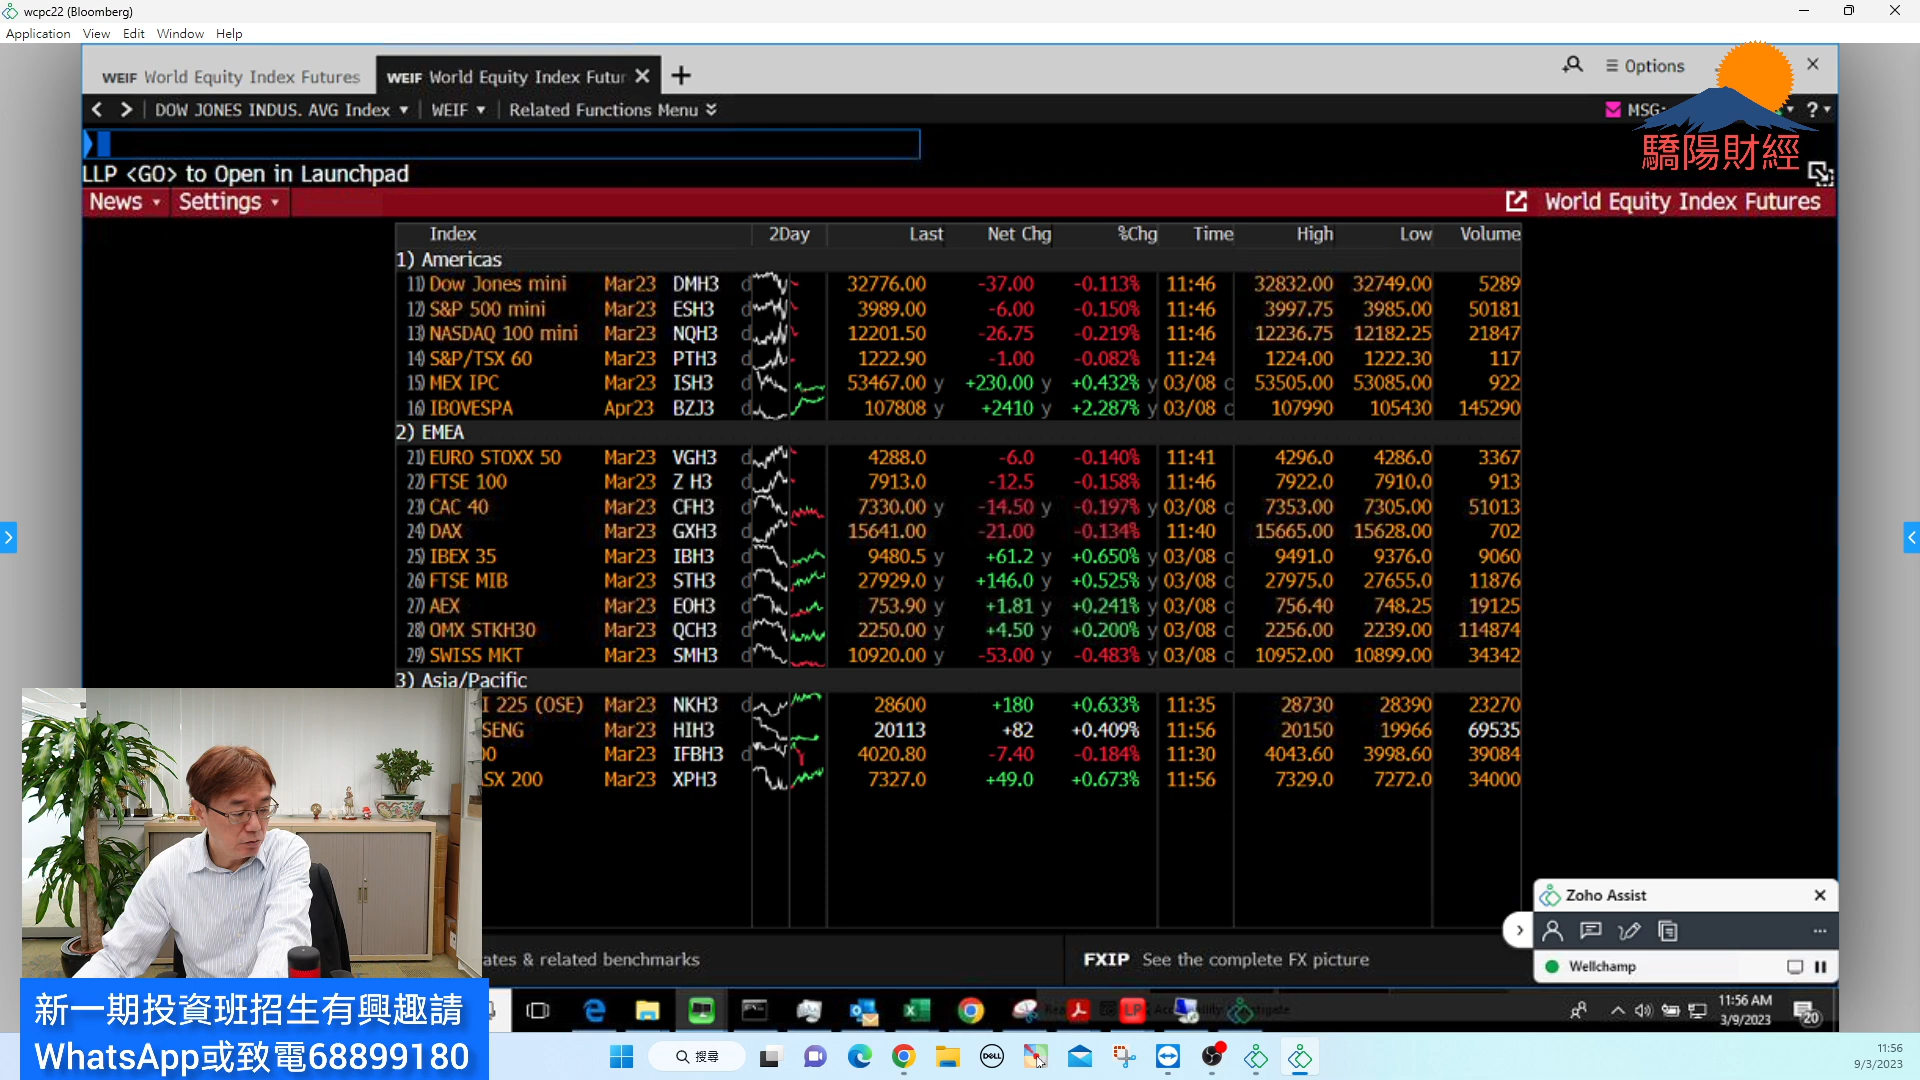 wcpc22 (Bloomberg)
Application View Edit Window Help
WEIF World Equity Index Futures
WEIF World Equity Index Futur
Options
DOW JONES INDUS. AVG Index WEIF Related Functions Menu
MSG:
?
驕陽財經
LLP <GO> to Open in Launchpad
News Settings World Equity Index Futures
Index 2Day Last Net Chg %Chg Time High Low Volume
1) Americas
11) Dow Jones mini Mar23 DMH3 d 32776.00 -37.00 -0.113% 11:46 32832.00 32749.00 5289
12) S&P 500 mini Mar23 ESH3 d 3989.00 -6.00 -0.150% 11:46 3997.75 3985.00 50181
13) NASDAQ 100 mini Mar23 NQH3 d 12201.50 -26.75 -0.219% 11:46 12236.75 12182.25 21847
14) S&P/TSX 60 Mar23 PTH3 d 1222.90 -1.00 -0.082% 11:24 1224.00 1222.30 117
15) MEX IPC Mar23 ISH3 d 53467.00 y +230.00 y +0.432% y 03/08 c 53505.00 53085.00 922
16) IBOVESPA Apr23 BZJ3 d 107808 y +2410 y +2.287% y 03/08 c 107990 105430 145290
2) EMEA
21) EURO STOXX 50 Mar23 VGH3 d 4288.0 -6.0 -0.140% 11:41 4296.0 4286.0 3367
22) FTSE 100 Mar23 Z H3 d 7913.0 -12.5 -0.158% 11:46 7922.0 7910.0 913
23) CAC 40 Mar23 CFH3 d 7330.00 y -14.50 y -0.197% y 03/08 c 7353.00 7305.00 51013
24) DAX Mar23 GXH3 d 15641.00 -21.00 -0.134% 11:40 15665.00 15628.00 702
25) IBEX 35 Mar23 IBH3 d 9480.5 y +61.2 y +0.650% y 03/08 c 9491.0 9376.0 9060
26) FTSE MIB Mar23 STH3 d 27929.0 y +146.0 y +0.525% y 03/08 c 27975.0 27655.0 11876
27) AEX Mar23 EOH3 d 753.90 y +1.81 y +0.241% y 03/08 c 756.40 748.25 19125
28) OMX STKH30 Mar23 QCH3 d 2250.00 y +4.50 y +0.200% y 03/08 c 2256.00 2239.00 114874
29) SWISS MKT Mar23 SMH3 d 10920.00 y -53.00 y -0.483% y 03/08 c 10952.00 10899.00 34342
3) Asia/Pacific
I 225 (OSE) Mar23 NKH3 d 28600 +180 +0.633% 11:35 28730 28390 23270
SENG Mar23 HIH3 20113 +82 +0.409% 11:56 20150 19966 69535
00 Mar23 IFBH3 d 4020.80 -7.40 -0.184% 11:30 4043.60 3998.60 39084
SX 200 Mar23 XPH3 7327.0 +49.0 +0.673% 11:56 7329.0 7272.0 34000
Zoho Assist
Wellchamp
ates & related benchmarks
FXIP See the complete FX picture
新一期投資班招生有興趣請
WhatsApp或致電68899180
11:56 AM
3/9/2023
20
搜尋
DELL
11:56
9/3/2023